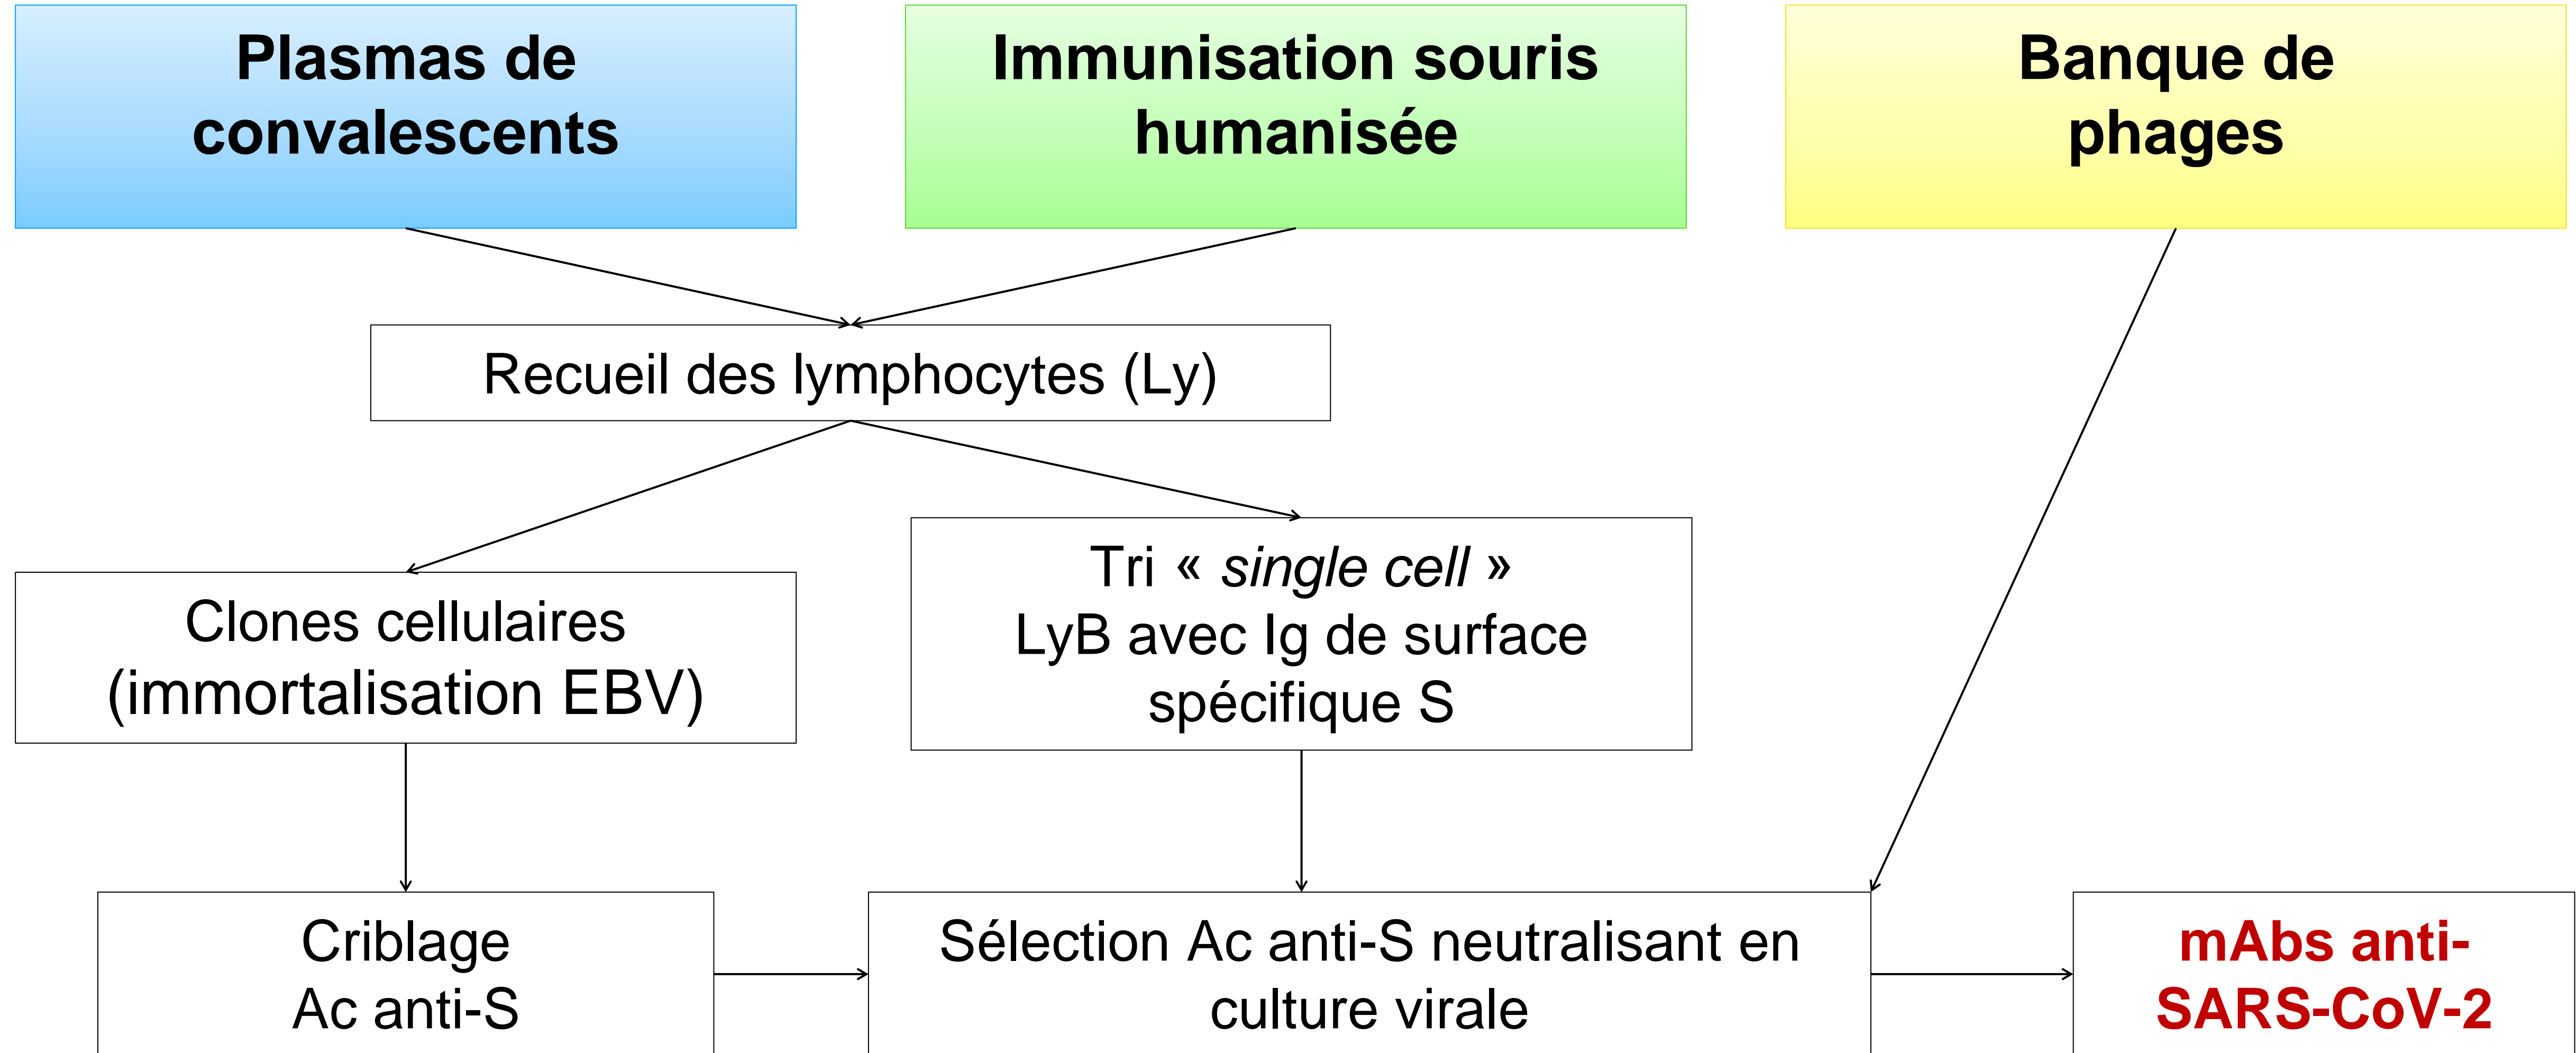 Plasmas de
convalescents
Immunisation souris
humanisée
Banque de
phages
Recueil des lymphocytes (Ly)
Clones cellulaires
(immortalisation EBV)
Tri « single cell »
LyB avec Ig de surface
spécifique S
Criblage
Ac anti-S
Sélection Ac anti-S neutralisant en
culture virale
mAbs anti-
SARS-CoV-2